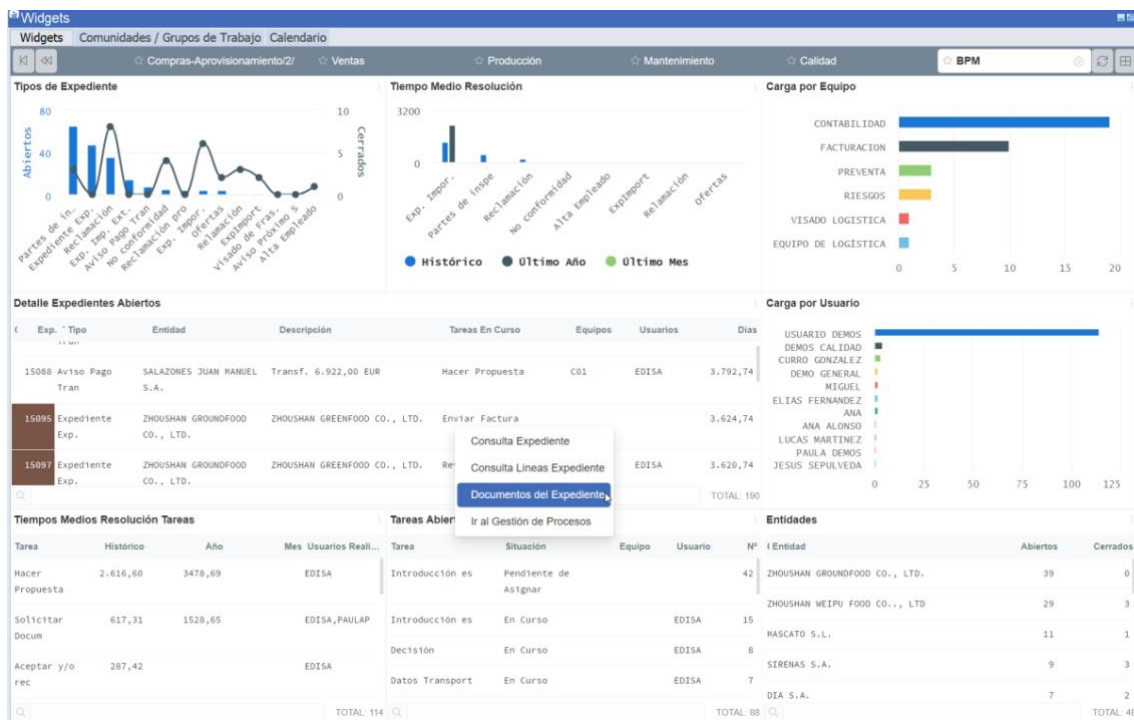 Widgets
Widgets Comunidades / Grupos de Trabajo Calendario
Compras-Aprovisionamiento/2/ Ventas Producción Mantenimiento Calidad BPM
Tipos de Expediente
80 10
40 5
0 0
Abiertos
Cerrados
Partes de in…
Expediente Exp.
Reclamación
Exp. Imp. Ext.
Aviso Pago Tran
No conformidad
Reclamación pro
Exp. Impor.
Ofertas
Relamación
ExpImport
Visado de Fras.
Aviso Próximo S
Alta Empleado
Tiempo Medio Resolución
3200
0
Exp. Impor.
Partes de inspe
Reclamación
No conformidad
Alta Empleado
ExpImport
Relamación
Ofertas
Histórico Último Año Último Mes
Carga por Equipo
CONTABILIDAD
FACTURACION
PREVENTA
RIESGOS
VISADO LOGISTICA
EQUIPO DE LOGÍSTICA
0 5 10 15 20
Detalle Expedientes Abiertos
Exp. Tipo Entidad Descripción Tareas En Curso Equipos Usuarios Dias
15088 Aviso Pago SALAZONES JUAN MANUEL Transf. 6.922,00 EUR Hacer Propuesta C01 EDISA 3.792,74
Tran S.A.
15095 Expediente ZHOUSHAN GROUNDFOOD ZHOUSHAN GREENFOOD CO., LTD. Enviar Factura 3.624,74
Exp. CO., LTD.
15097 Expediente ZHOUSHAN GROUNDFOOD ZHOUSHAN GREENFOOD CO., LTD. EDISA 3.620,74
Exp. CO., LTD.
TOTAL: 190
Consulta Expediente
Consulta Líneas Expediente
Documentos del Expediente
Ir al Gestión de Procesos
Carga por Usuario
USUARIO DEMOS
DEMOS CALIDAD
CURRO GONZALEZ
DEMO GENERAL
MIGUEL
ELIAS FERNANDEZ
ANA
ANA ALONSO
LUCAS MARTINEZ
PAULA DEMOS
JESUS SEPULVEDA
0 25 50 75 100 125
Tiempos Medios Resolución Tareas
Tarea Histórico Año Mes Usuarios Reali...
Hacer 2.616,60 3478,69 EDISA
Propuesta
Solicitar 617,31 1528,65 EDISA,PAULAP
Docum
Aceptar y/o 287,42 EDISA
rec
TOTAL: 114
Tareas Abier
Tarea Situación Equipo Usuario Nº
Introducción es Pendiente de 42
Asignar
Introducción es En Curso EDISA 15
Decisión En Curso EDISA 8
Datos Transport En Curso EDISA 7
TOTAL: 88
Entidades
Entidad Abiertos Cerrados
ZHOUSHAN GROUNDFOOD CO., LTD. 39 0
ZHOUSHAN WEIPU FOOD CO.., LTD 29 3
MASCATO S.L. 11 1
SIRENAS S.A. 9 3
DIA S.A. 7 2
TOTAL: 48